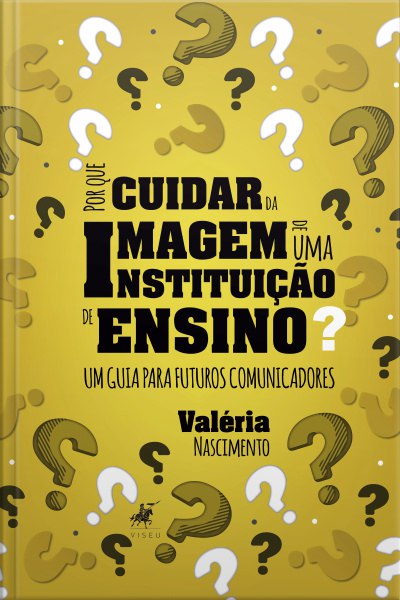 POR QUE
CUIDAR DA
IMAGEM DE UMA
INSTITUIÇÃO
DE ENSINO?
UM GUIA PARA FUTUROS COMUNICADORES
Valéria
NASCIMENTO
VISEU